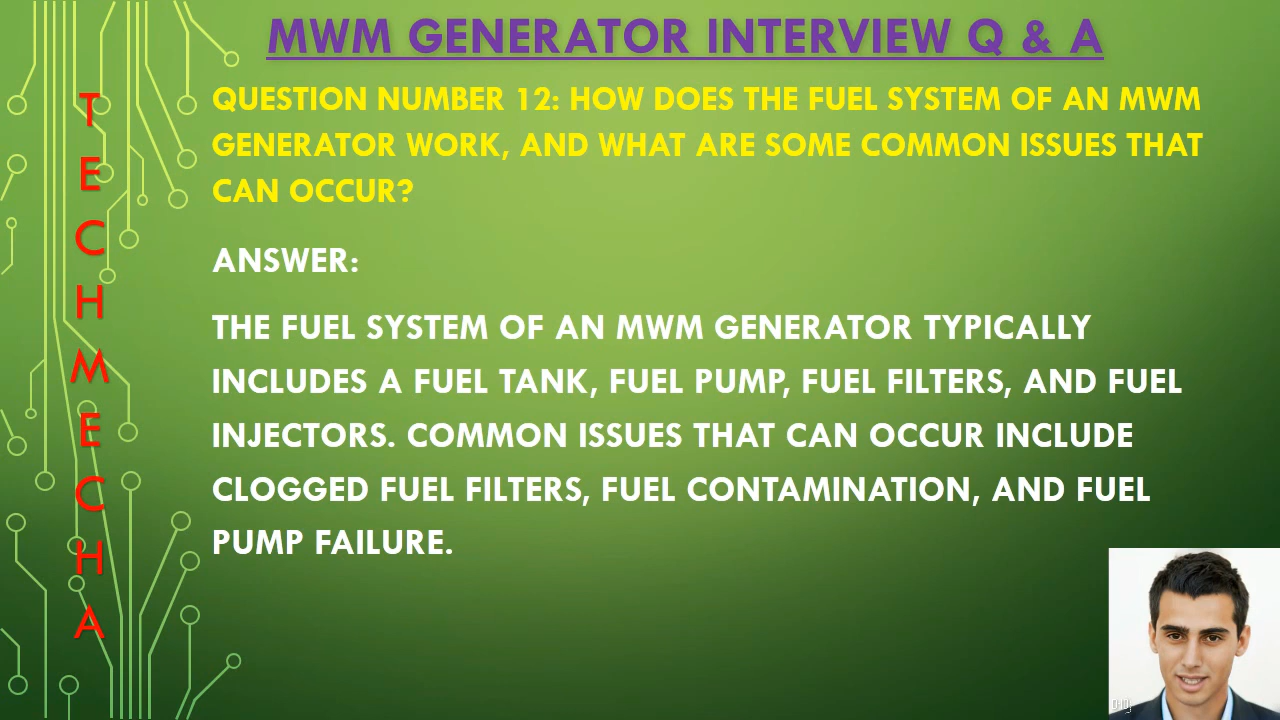 MWM GENERATOR INTERVIEW Q & A
QUESTION NUMBER 12: HOW DOES THE FUEL SYSTEM OF AN MWM
GENERATOR WORK, AND WHAT ARE SOME COMMON ISSUES THAT
CAN OCCUR?
ANSWER:
THE FUEL SYSTEM OF AN MWM GENERATOR TYPICALLY
INCLUDES A FUEL TANK, FUEL PUMP, FUEL FILTERS, AND FUEL
INJECTORS. COMMON ISSUES THAT CAN OCCUR INCLUDE
CLOGGED FUEL FILTERS, FUEL CONTAMINATION, AND FUEL
PUMP FAILURE.
TECHMECHA